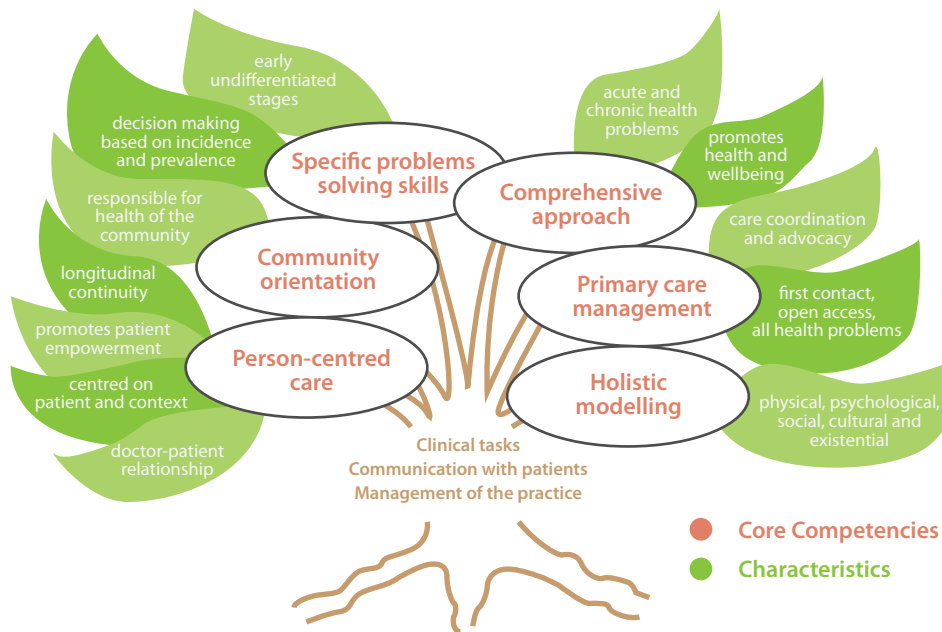 early
undifferentiated
stages
decision making
based on incidence
and prevalence
responsible for
health of the
community
longitudinal
continuity
promotes patient
empowerment
centred on
patient and context
doctor-patient
relationship
Specific problems
solving skills
Community
orientation
Person-centred
care
Comprehensive
approach
Primary care
management
Holistic
modelling
acute and
chronic health
problems
promotes
health and
wellbeing
care coordination
and advocacy
first contact,
open access,
all health problems
physical, psychological,
social, cultural and
existential
Clinical tasks
Communication with patients
Management of the practice
Core Competencies
Characteristics